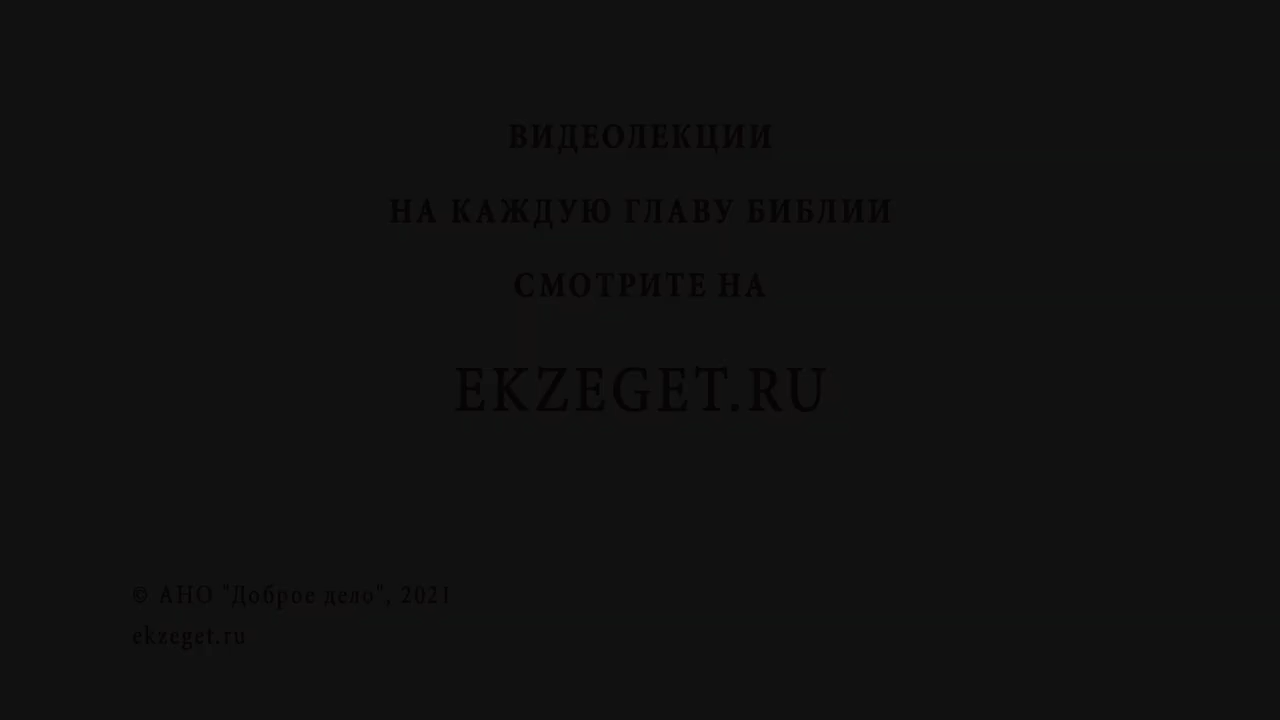 ВИДЕОЛЕКЦИИ
НА КАЖДУЮ ГЛАВУ БИБЛИИ
СМОТРИТЕ НА
EKZEGET.RU
© АНО "Доброе дело", 2021
ekzeget.ru